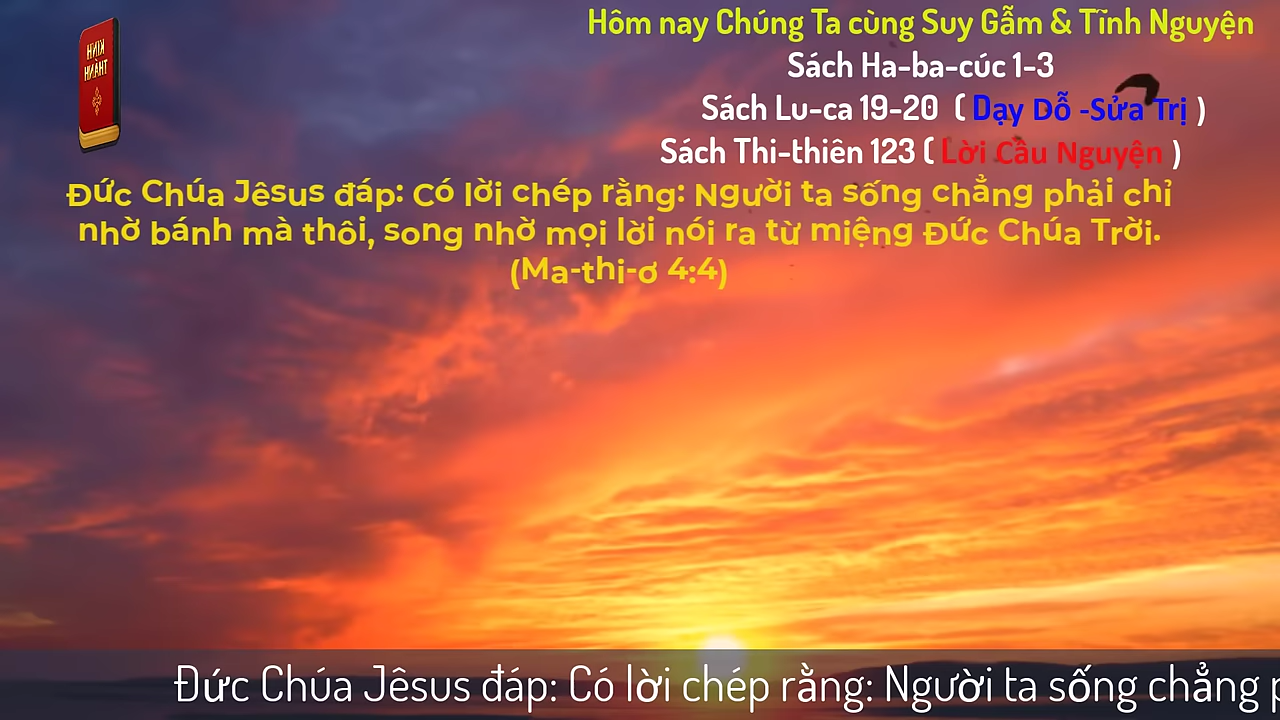 KINH
THÁNH
Hôm nay Chúng Ta cùng Suy Gẫm & Tĩnh Nguyện
Sách Ha-ba-cúc 1-3
Sách Lu-ca 19-20 ( Dạy Dỗ -Sửa Trị )
Sách Thi-thiên 123 ( Lời Cầu Nguyện )
Đức Chúa Jêsus đáp: Có lời chép rằng: Người ta sống chẳng phải chỉ
nhờ bánh mà thôi, song nhờ mọi lời nói ra từ miệng Đức Chúa Trời.
(Ma-thi-ơ 4:4)
Đức Chúa Jêsus đáp: Có lời chép rằng: Người ta sống chẳng p